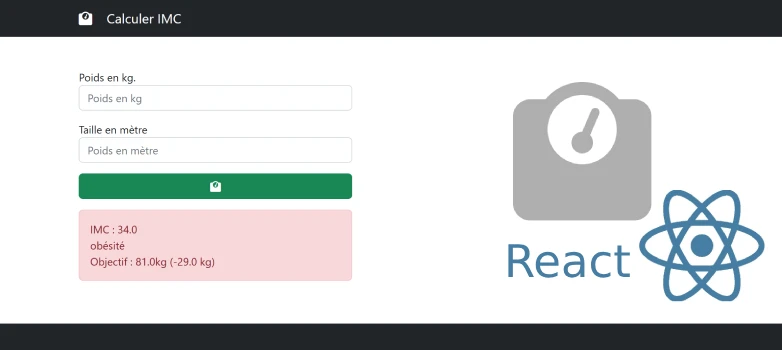 Calculer IMC
Poids en kg.
Poids en kg
Taille en mètre
Poids en mètre
IMC : 34.0
obésité
Objectif : 81.0kg (-29.0 kg)
React